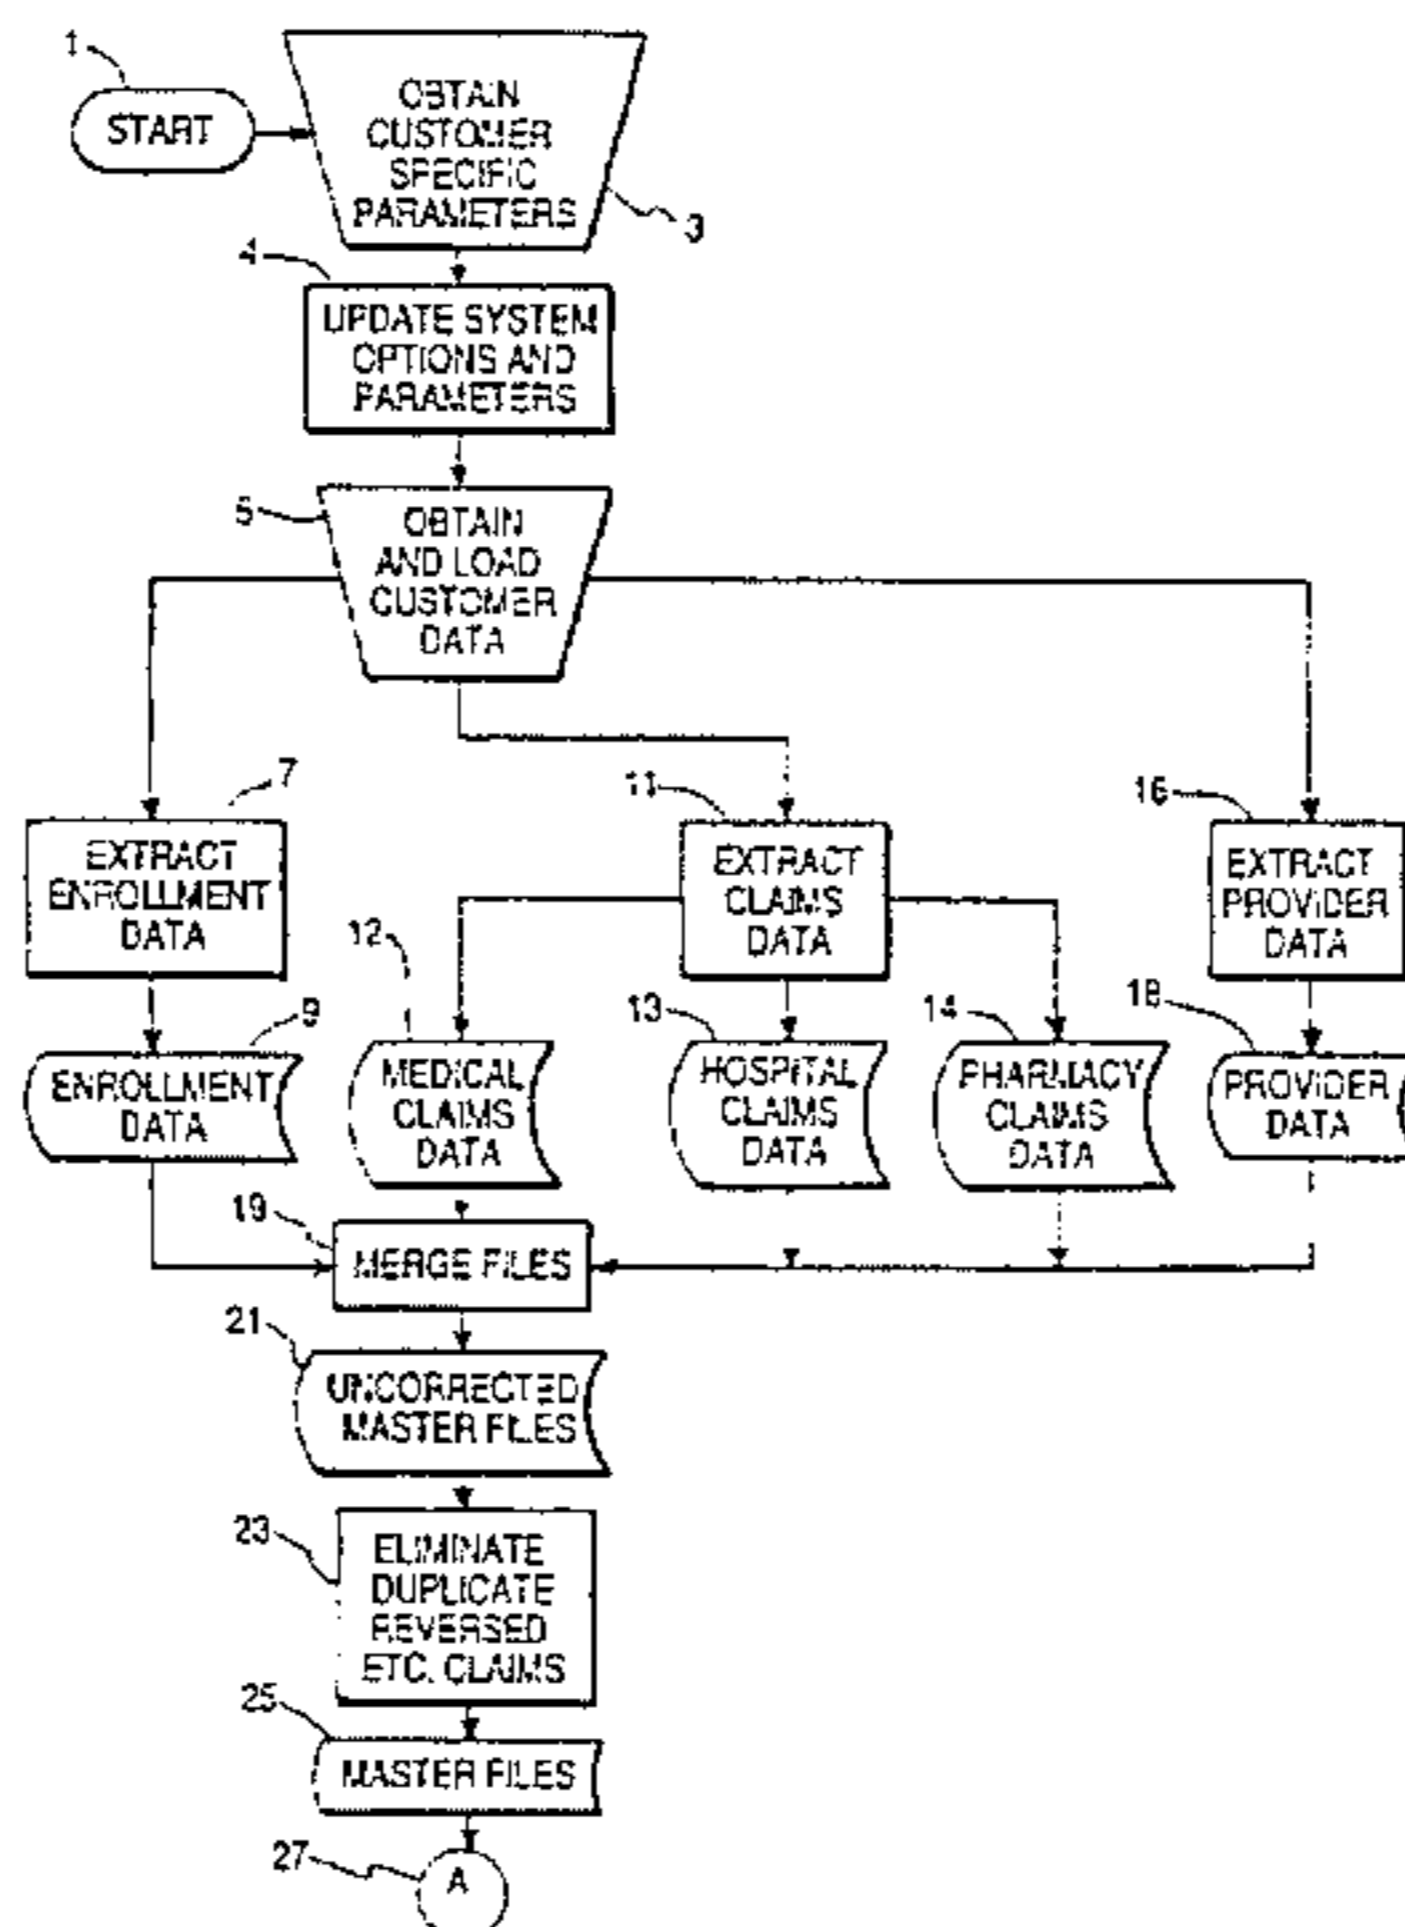 1
START
OBTAIN
CUSTOMER
SPECIFIC
PARAMETERS
3
4
UPDATE SYSTEM
OPTIONS AND
PARAMETERS
5
OBTAIN
AND LOAD
CUSTOMER
DATA
7
EXTRACT
ENROLLMENT
DATA
11
EXTRACT
CLAIMS
DATA
16
EXTRACT
PROVIDER
DATA
9
ENROLLMENT
DATA
12
MEDICAL
CLAIMS
DATA
13
HOSPITAL
CLAIMS
DATA
14
PHARMACY
CLAIMS
DATA
18
PROVIDER
DATA
19
MERGE FILES
21
UNCORRECTED
MASTER FILES
23
ELIMINATE
DUPLICATE
REVERSED
ETC. CLAIMS
25
MASTER FILES
27
A